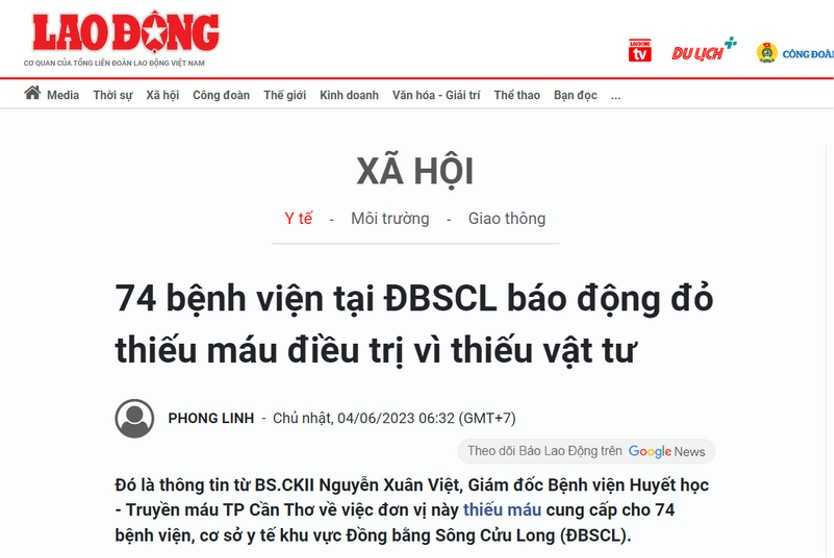 LAO ĐỘNG
CƠ QUAN CỦA TỔNG LIÊN ĐOÀN LAO ĐỘNG VIỆT NAM
LAO ĐỘNG tv DU LỊCH+ CÔNG ĐOÀN
Media Thời sự Xã hội Công đoàn Thế giới Kinh doanh Văn hóa - Giải trí Thể thao Bạn đọc ...
XÃ HỘI
Y tế - Môi trường - Giao thông
74 bệnh viện tại ĐBSCL báo động đỏ
thiếu máu điều trị vì thiếu vật tư
PHONG LINH - Chủ nhật, 04/06/2023 06:32 (GMT+7)
Theo dõi Báo Lao Động trên Google News
Đó là thông tin từ BS.CKII Nguyễn Xuân Việt, Giám đốc Bệnh viện Huyết học
- Truyền máu TP Cần Thơ về việc đơn vị này thiếu máu cung cấp cho 74
bệnh viện, cơ sở y tế khu vực Đồng bằng Sông Cửu Long (ĐBSCL).